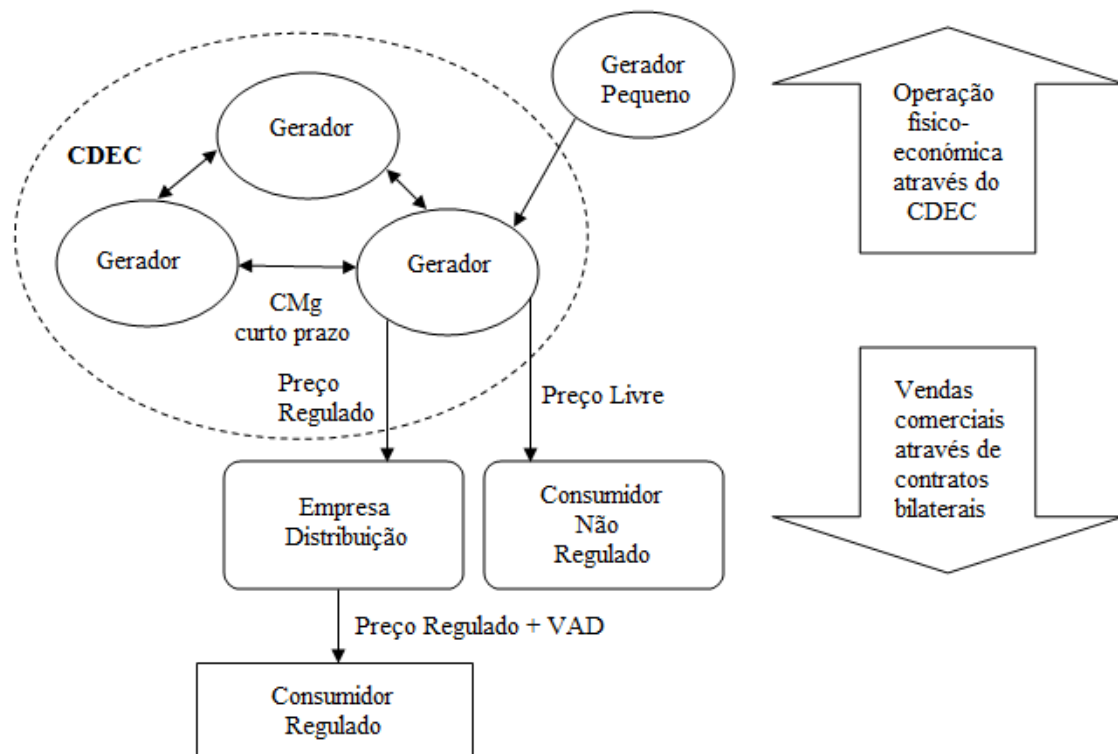 Gerador
Pequeno
Gerador
CDEC
Gerador
Gerador
CMg
curto prazo
Preço
Regulado
Preço Livre
Empresa
Distribuição
Consumidor
Não
Regulado
Preço Regulado + VAD
Consumidor
Regulado
Operação
fisico-
económica
através do
CDEC
Vendas
comerciais
através de
contratos
bilaterais